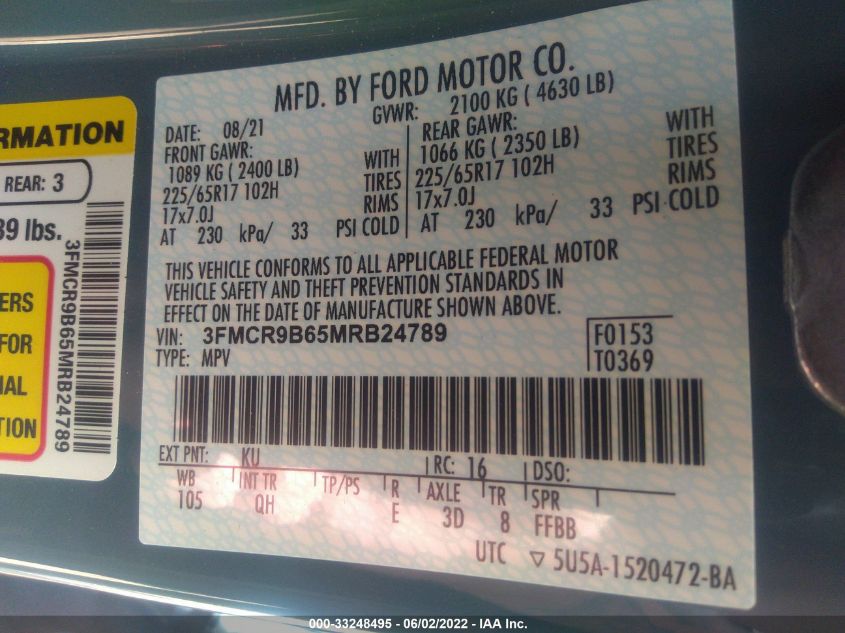 RMATION
REAR: 3
39 lbs.
3FMCR9B65MRB24789
ERS
FOR
IAL
TION
MFD. BY FORD MOTOR CO.
DATE: 08/21 GVWR: 2100 KG ( 4630 LB)
FRONT GAWR: REAR GAWR: WITH
1089 KG ( 2400 LB) WITH 1066 KG ( 2350 LB) TIRES
225/65R17 102H TIRES 225/65R17 102H RIMS
17x7.0J RIMS 17x7.0J
AT 230 kPa/ 33 PSI COLD AT 230 kPa/ 33 PSI COLD
THIS VEHICLE CONFORMS TO ALL APPLICABLE FEDERAL MOTOR
VEHICLE SAFETY AND THEFT PREVENTION STANDARDS IN
EFFECT ON THE DATE OF MANUFACTURE SHOWN ABOVE.
VIN: 3FMCR9B65MRB24789 F0153
TYPE: MPV T0369
EXT PNT: KU RC: 16 DSO:
WB INT TR TP/PS R AXLE TR SPR
105 QH E 3D 8 FFBB
UTC ▽ 5U5A-1520472-BA
000-33248495 - 06/02/2022 - IAA Inc.